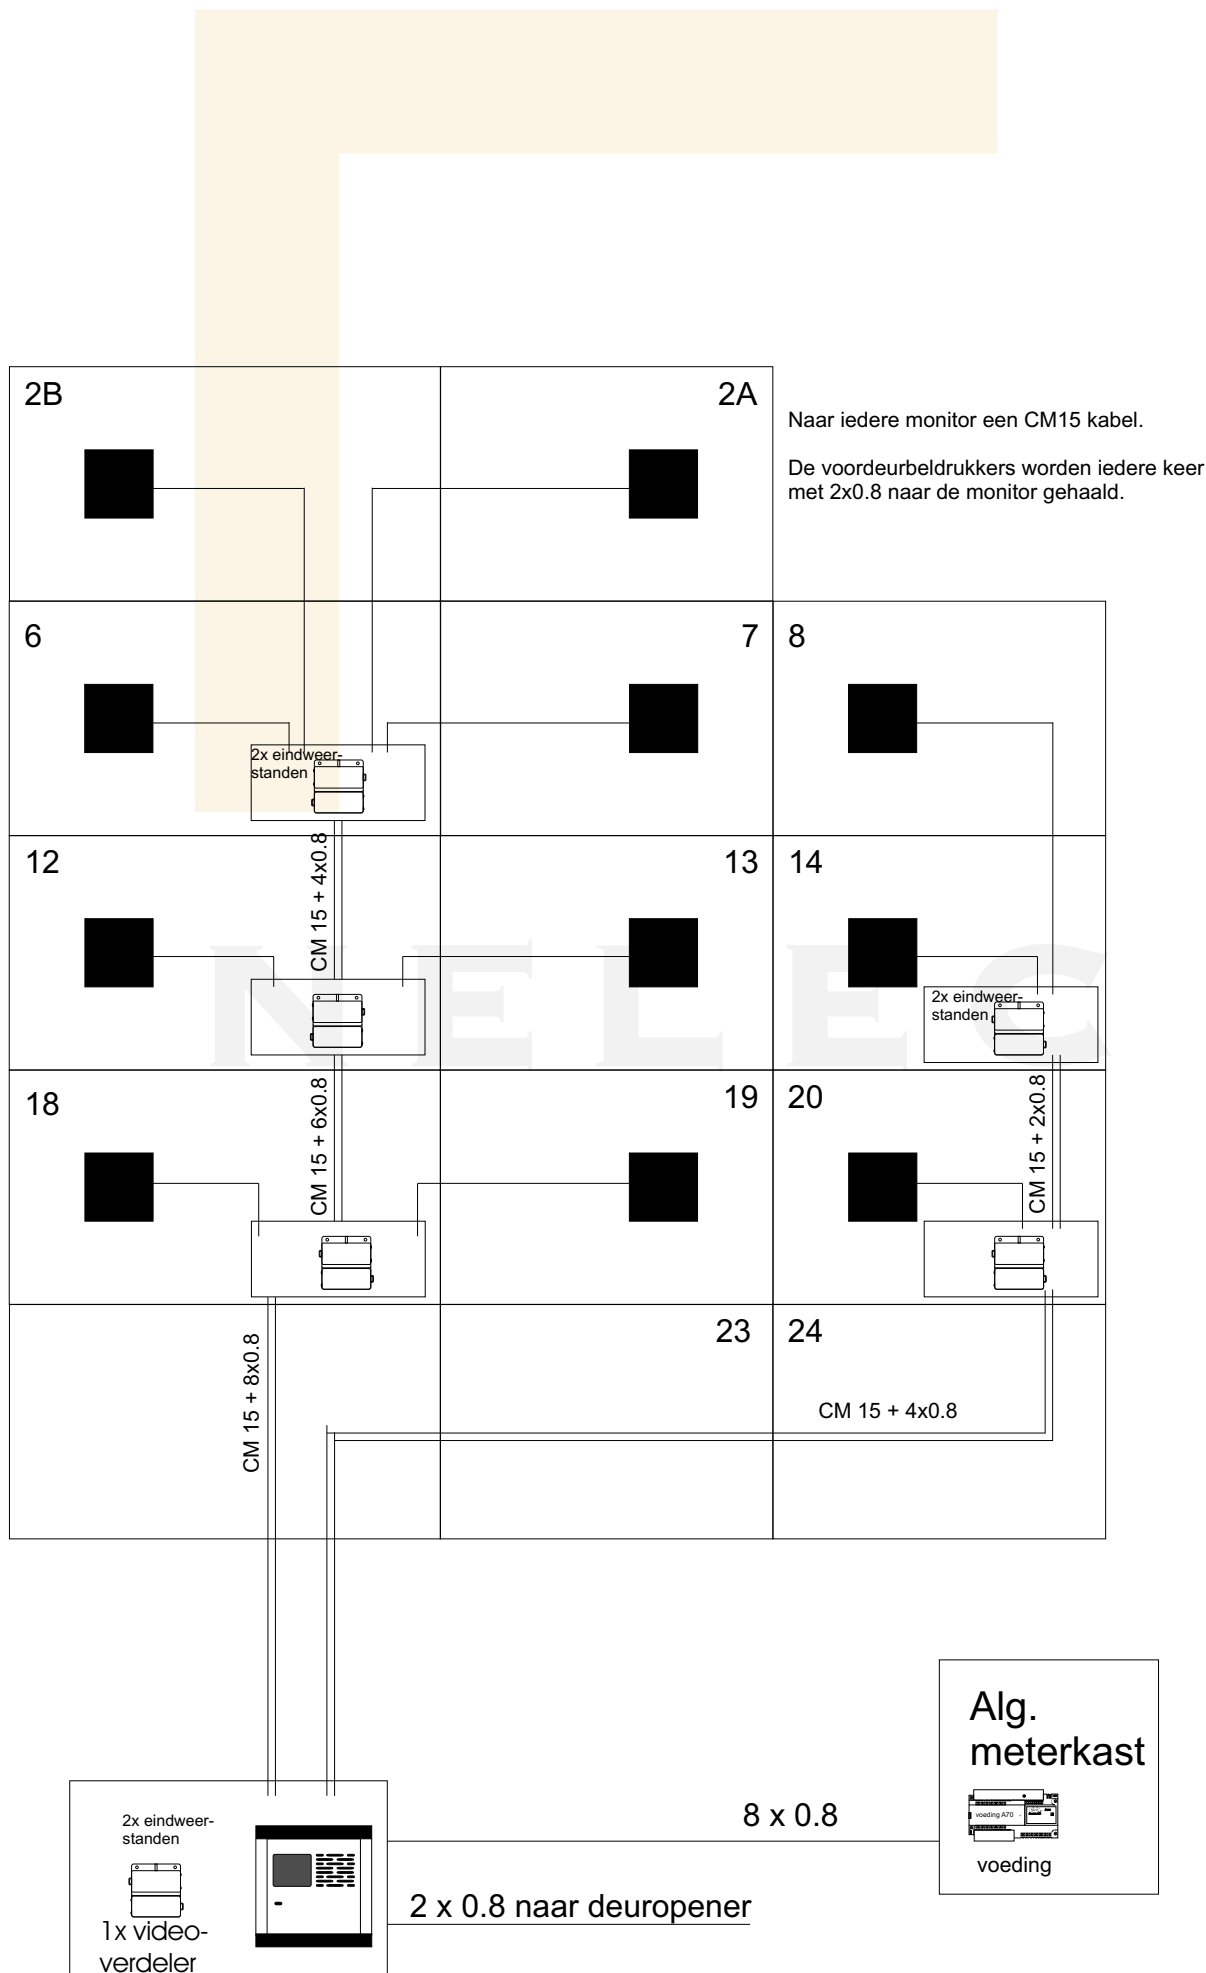 2B
2A
Naar iedere monitor een CM15 kabel.
De voordeurbeldrukkers worden iedere keer
met 2x0.8 naar de monitor gehaald.
6
7
8
2x eindweer-
standen
CM 15 + 4x0.8
12
13
14
NELEC
2x eindweer-
standen
CM 15 + 6x0.8
18
19
20
CM 15 + 2x0.8
CM 15 + 8x0.8
23
24
CM 15 + 4x0.8
Alg.
meterkast
voeding A70
voeding
8 x 0.8
2x eindweer-
standen
2 x 0.8 naar deuropener
1x video-
verdeler